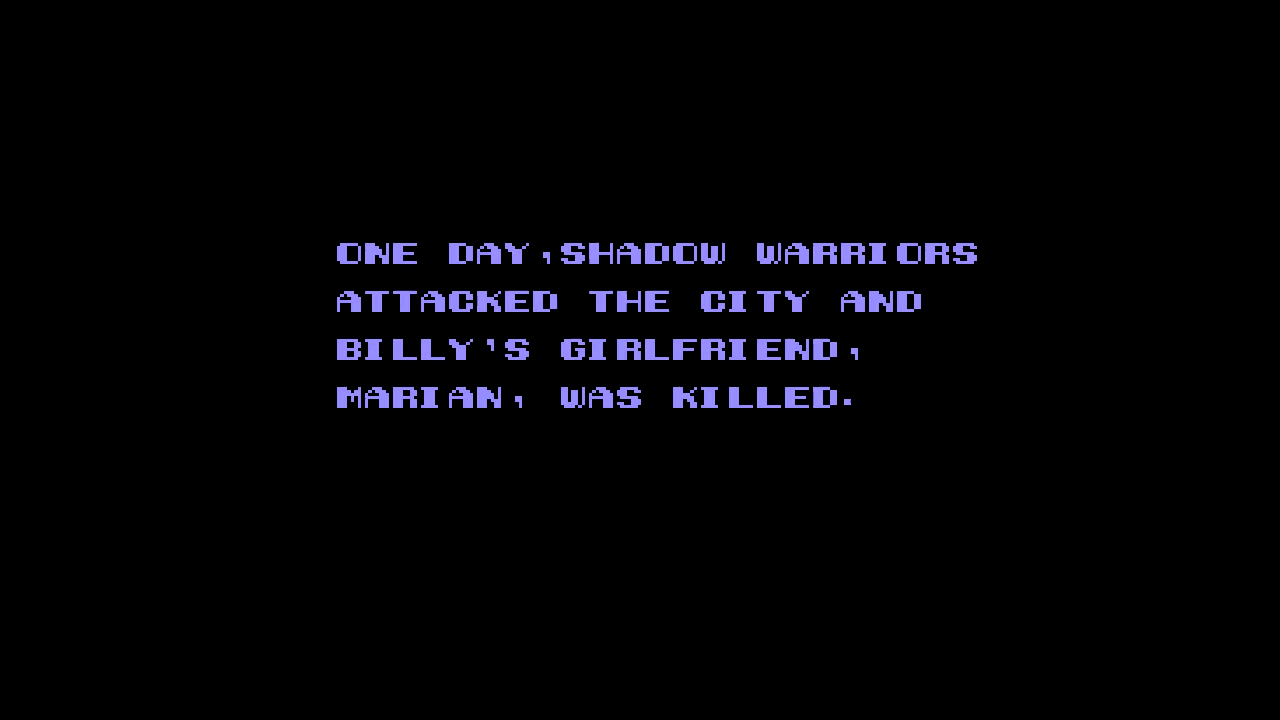 ONE DAY,SHADOW WARRIORS
ATTACKED THE CITY AND
BILLY'S GIRLFRIEND,
MARIAN, WAS KILLED.